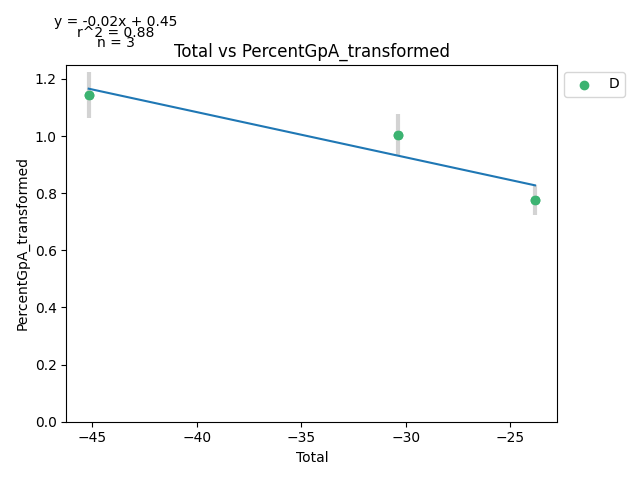 y = -0.02x + 0.45
r^2 = 0.88
n = 3
Total vs PercentGpA_transformed
D
PercentGpA_transformed
1.2
1.0
0.8
0.6
0.4
0.2
0.0
−45
−40
−35
−30
−25
Total